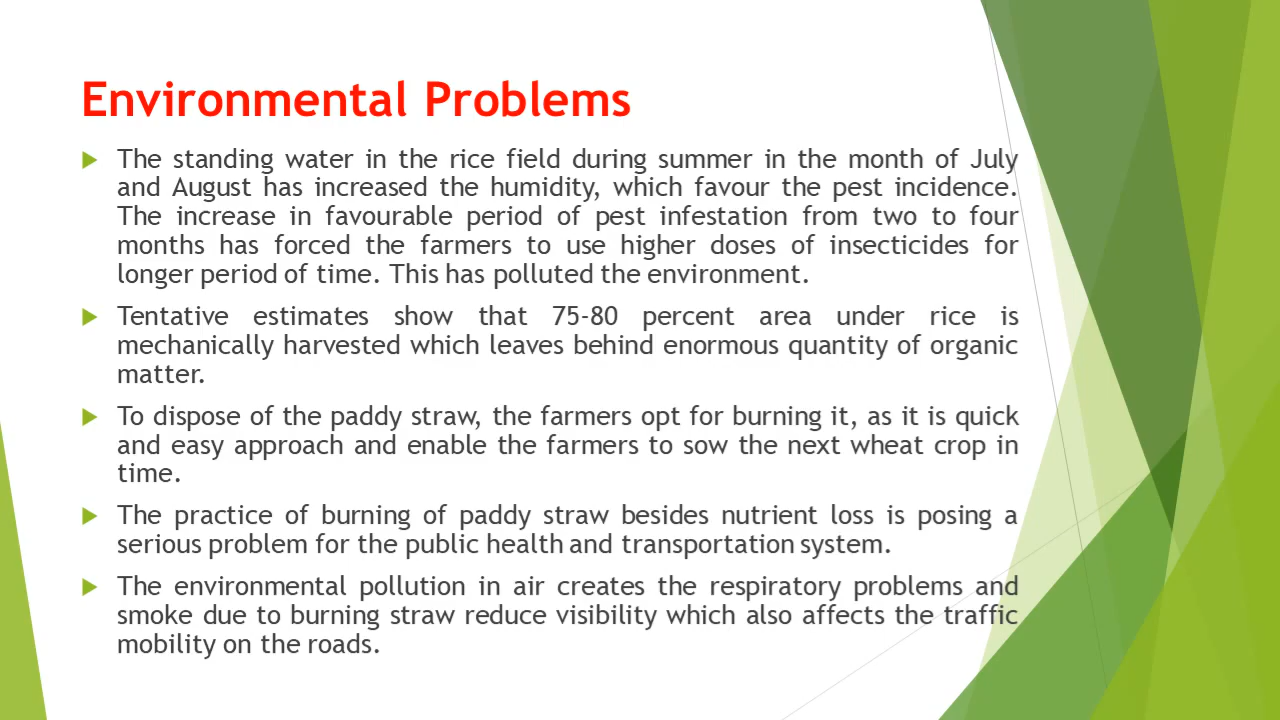 Environmental Problems
The standing water in the rice field during summer in the month of July
and August has increased the humidity, which favour the pest incidence.
The increase in favourable period of pest infestation from two to four
months has forced the farmers to use higher doses of insecticides for
longer period of time. This has polluted the environment.
Tentative estimates show that 75-80 percent area under rice is
mechanically harvested which leaves behind enormous quantity of organic
matter.
To dispose of the paddy straw, the farmers opt for burning it, as it is quick
and easy approach and enable the farmers to sow the next wheat crop in
time.
The practice of burning of paddy straw besides nutrient loss is posing a
serious problem for the public health and transportation system.
The environmental pollution in air creates the respiratory problems and
smoke due to burning straw reduce visibility which also affects the traffic
mobility on the roads.